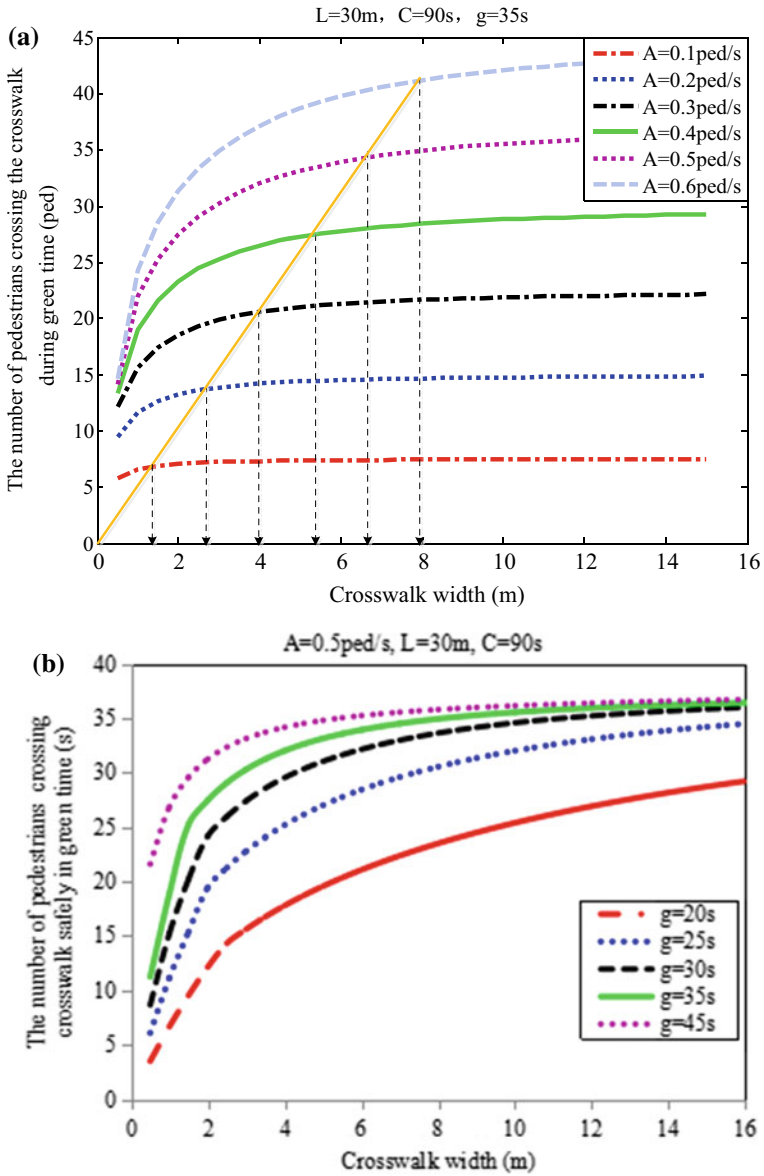 L=30m, C=90s, g=35s
(a)
The number of pedestrians crossing the crosswalk
during green time (ped)
45
40
35
30
25
20
15
10
5
0
A=0.1ped/s
A=0.2ped/s
A=0.3ped/s
A=0.4ped/s
A=0.5ped/s
A=0.6ped/s
0 2 4 6 8 10 12 14 16
Crosswalk width (m)
(b)
A=0.5ped/s, L=30m, C=90s
The number of pedestrians crossing
crosswalk safely in green time (s)
40
35
30
25
20
15
10
5
0
g=20s
g=25s
g=30s
g=35s
g=45s
0 2 4 6 8 10 12 14 16
Crosswalk width (m)